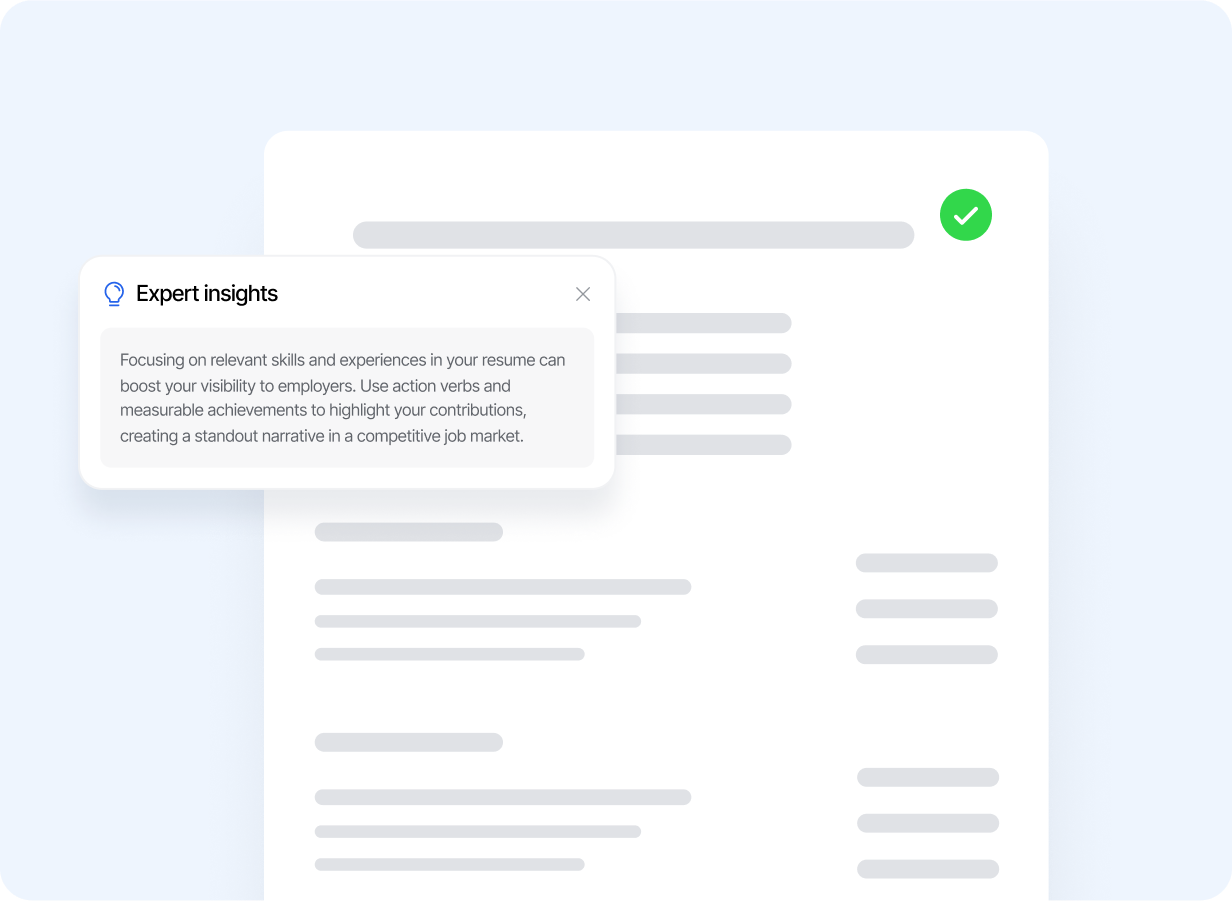 Expert insights
Focusing on relevant skills and experiences in your resume can
boost your visibility to employers. Use action verbs and
measurable achievements to highlight your contributions,
creating a standout narrative in a competitive job market.